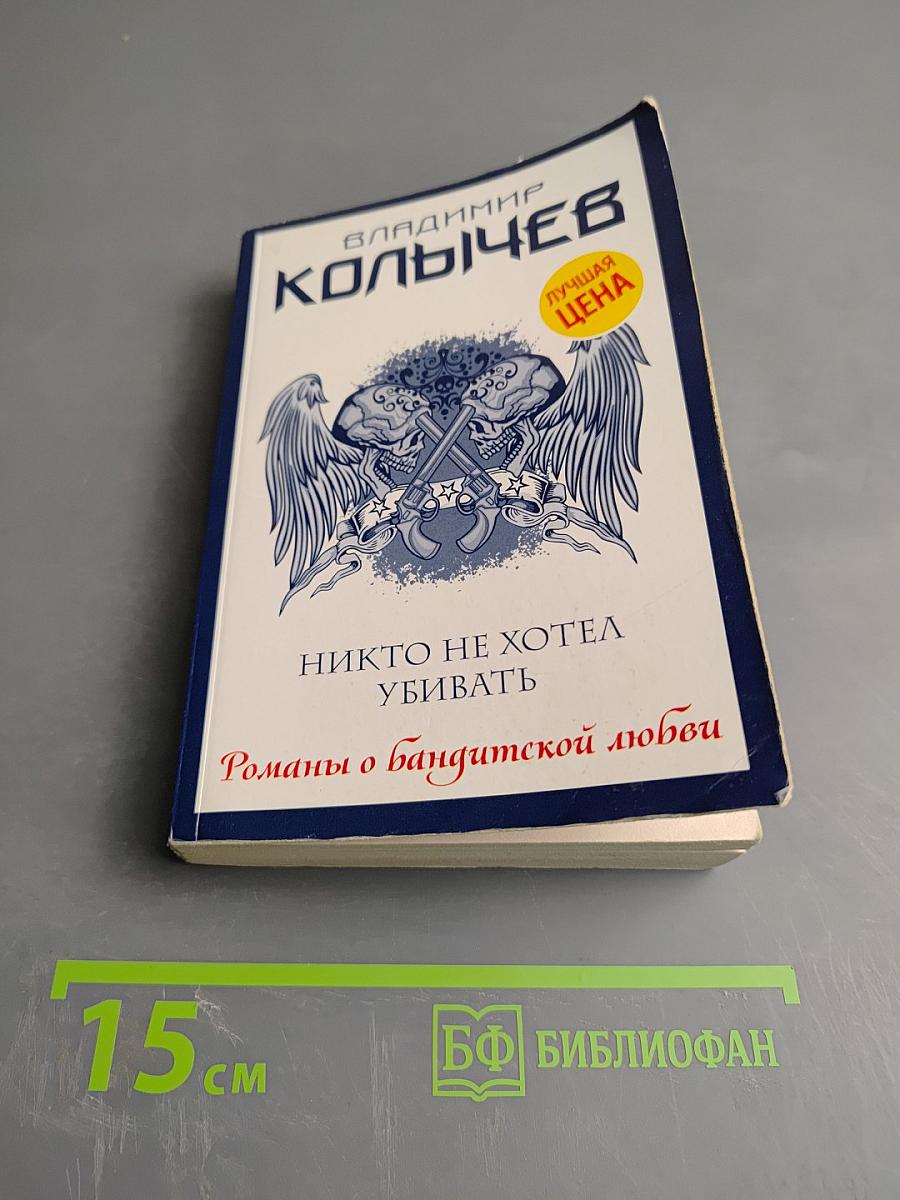 ВЛАДИМИР
КОЛЫЧЕВ
ЛУЧШАЯ
ЦЕНА
НИКТО НЕ ХОТЕЛ
УБИВАТЬ
Романы о бандитской любви
15 см
БФ БИБЛИОФАН